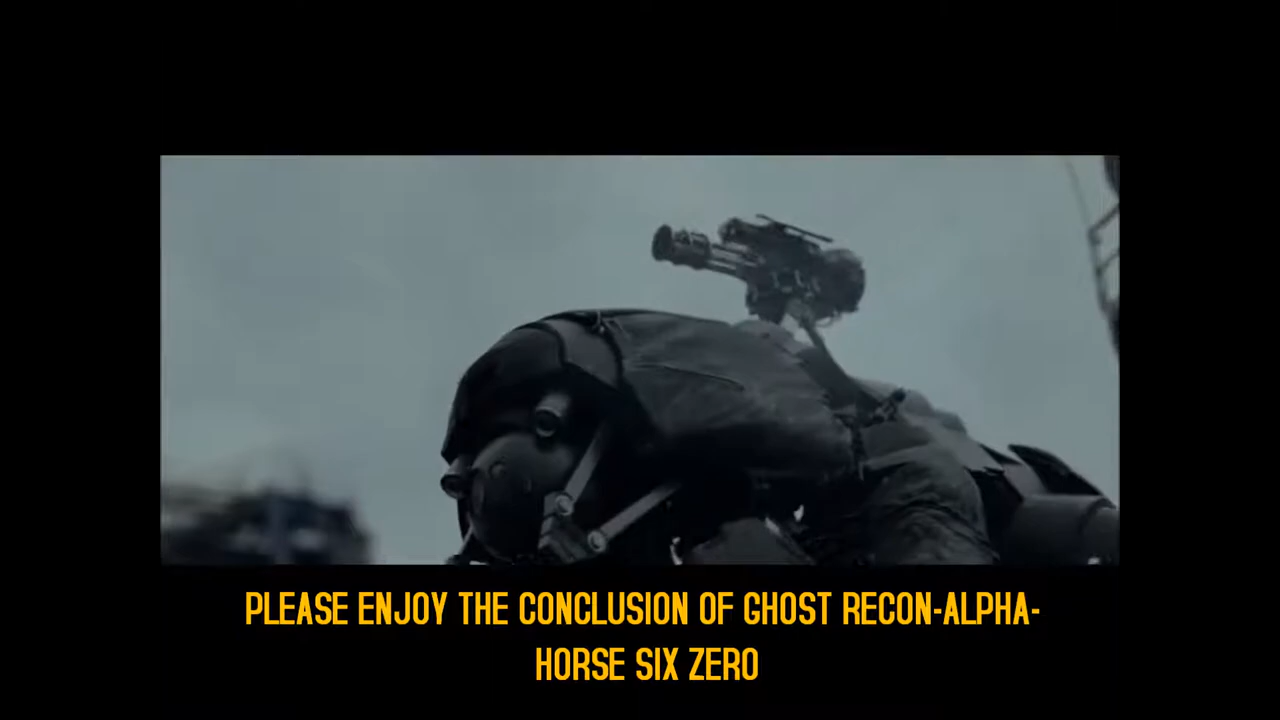 PLEASE ENJOY THE CONCLUSION OF GHOST RECON-ALPHA-
HORSE SIX ZERO